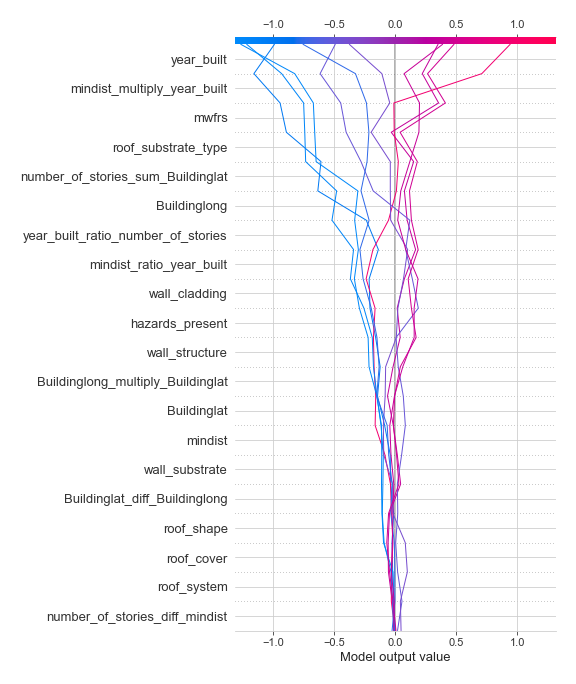 −1.0 −0.5 0.0 0.5 1.0
year_built
mindist_multiply_year_built
mwfrs
roof_substrate_type
number_of_stories_sum_Buildinglat
Buildinglong
year_built_ratio_number_of_stories
mindist_ratio_year_built
wall_cladding
hazards_present
wall_structure
Buildinglong_multiply_Buildinglat
Buildinglat
mindist
wall_substrate
Buildinglat_diff_Buildinglong
roof_shape
roof_cover
roof_system
number_of_stories_diff_mindist
−1.0 −0.5 0.0 0.5 1.0
Model output value